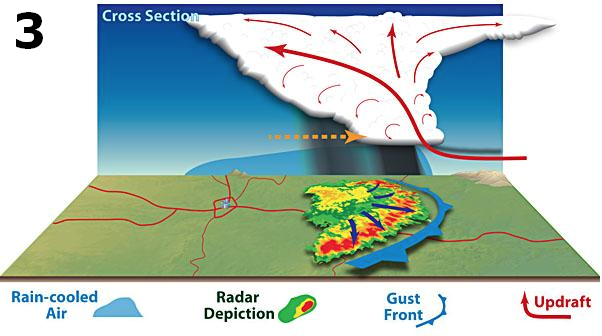 3
Cross Section
Rain-cooled
Air
Radar
Depiction
Gust
Front
Updraft